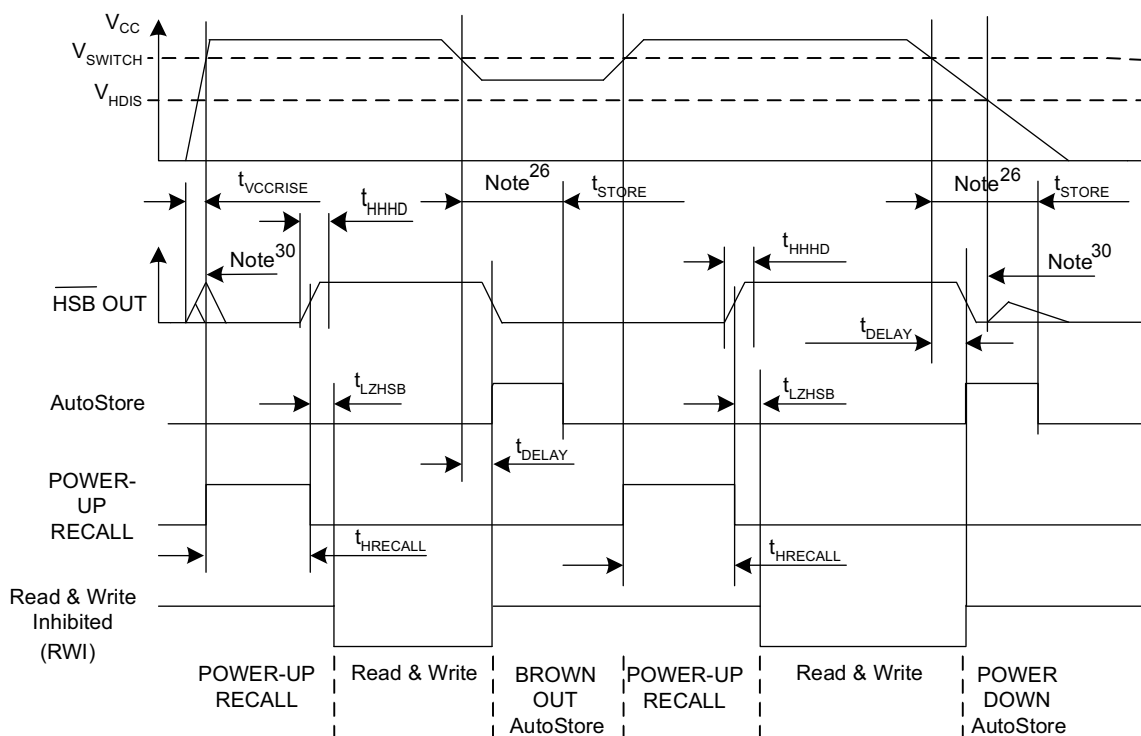 VCC
VSWITCH
VHDIS
tVCCRISE
tHHHD
Note26
tSTORE
Note26
tSTORE
Note30
tHHHD
Note30
HSB OUT
tDELAY
tLZHSB
tLZHSB
AutoStore
tDELAY
POWER-
UP
RECALL
tHRECALL
tHRECALL
Read & Write
Inhibited
(RWI)
POWER-UP
RECALL
Read & Write
BROWN
OUT
AutoStore
POWER-UP
RECALL
Read & Write
POWER
DOWN
AutoStore